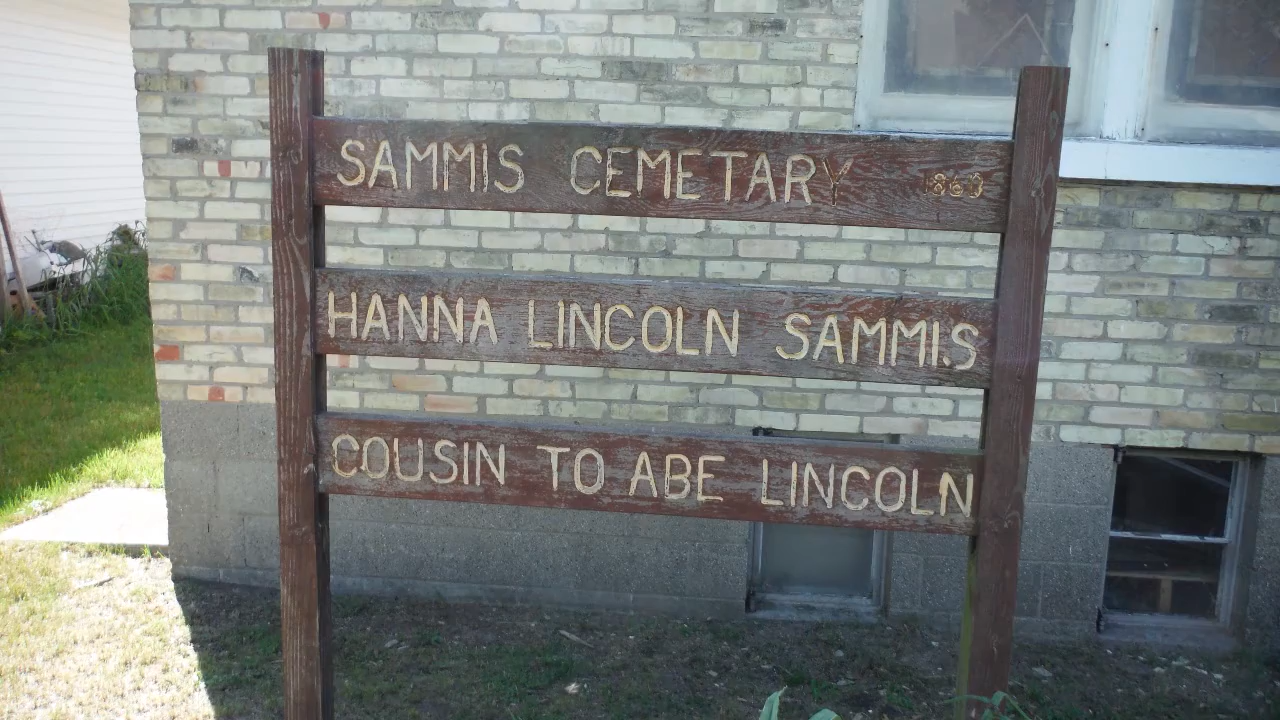 SAMMIS CEMETARY 1860
HANNA LINCOLN SAMMIS
COUSIN TO ABE LINCOLN